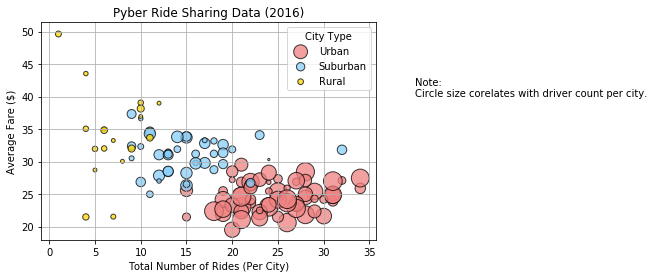 Pyber Ride Sharing Data (2016)
50
45
40
35
30
25
20
Average Fare ($)
City Type
Urban
Suburban
Rural
Note:
Circle size corelates with driver count per city.
0
5
10
15
20
25
30
35
Total Number of Rides (Per City)